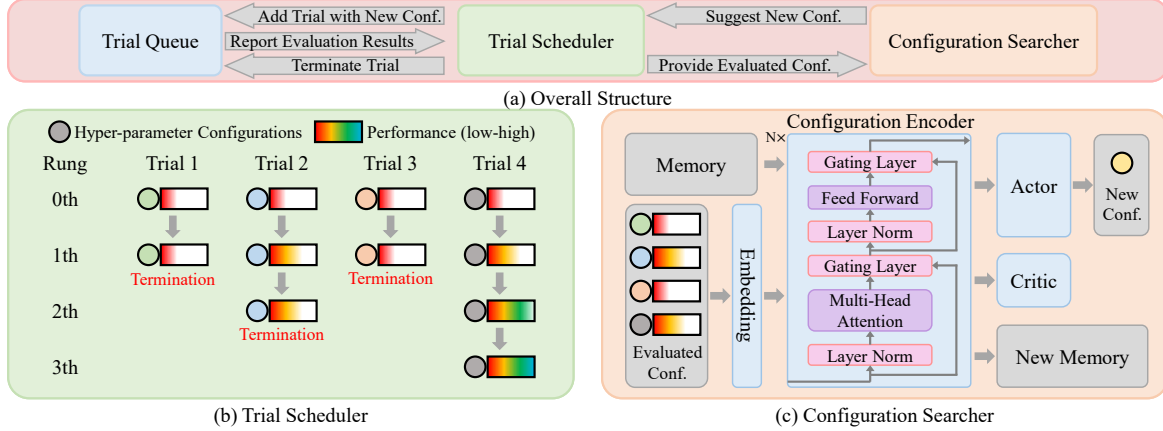 Add Trial with New Conf.
Suggest New Conf.
Trial Queue
Report Evaluation Results
Trial Scheduler
Configuration Searcher
Terminate Trial
Provide Evaluated Conf.
(a) Overall Structure
Hyper-parameter Configurations
Performance (low-high)
Rung
Trial 1
Trial 2
Trial 3
Trial 4
0th
1th
Termination
Termination
2th
Termination
3th
(b) Trial Scheduler
Configuration Encoder
Memory
N×
Gating Layer
Feed Forward
Layer Norm
Gating Layer
Multi-Head
Attention
Layer Norm
Embedding
Evaluated
Conf.
Actor
New
Conf.
Critic
New Memory
(c) Configuration Searcher